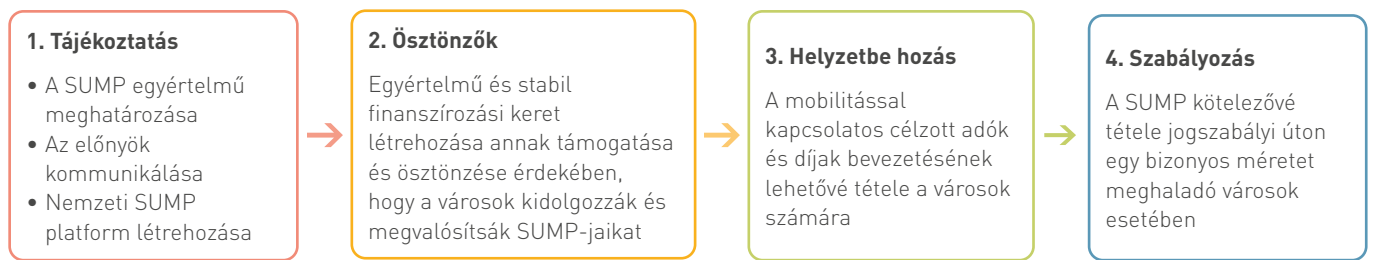 1. Tájékoztatás
• A SUMP egyértelmű
meghatározása
• Az előnyök
kommunikálása
• Nemzeti SUMP
platform létrehozása
2. Ösztönzők
Egyértelmű és stabil
finanszírozási keret
létrehozása annak támogatása
és ösztönzése érdekében,
hogy a városok kidolgozzák és
megvalósítsák SUMP-jaikat
3. Helyzetbe hozás
A mobilitással
kapcsolatos célzott adók
és díjak bevezetésének
lehetővé tétele a városok
számára
4. Szabályozás
A SUMP kötelezővé
tétele jogszabályi úton
egy bizonyos méretet
meghaladó városok
esetében